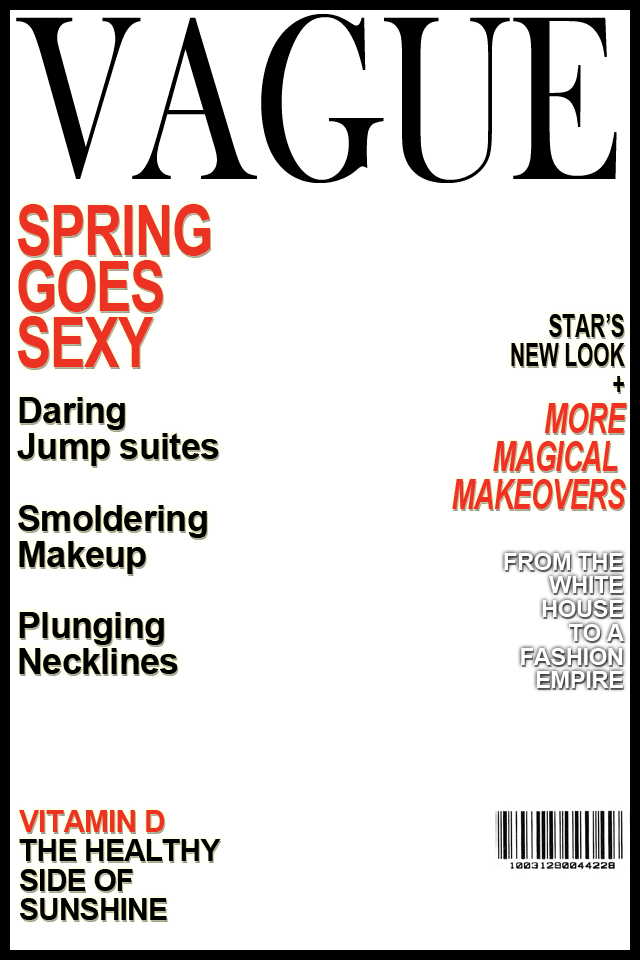 VAGUE
SPRING
GOES
SEXY
Daring
Jump suites
Smoldering
Makeup
Plunging
Necklines
VITAMIN D
THE HEALTHY
SIDE OF
SUNSHINE
STAR'S
NEW LOOK
+
MORE
MAGICAL
MAKEOVERS
FROM THE
WHITE
HOUSE
TO A
FASHION
EMPIRE
10031280044228